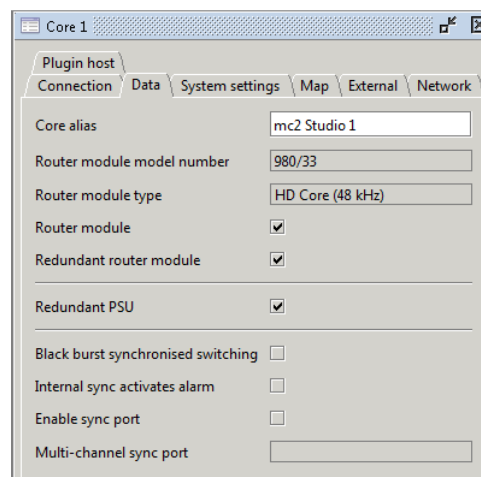 Core 1
Plugin host
Connection Data System settings Map External Network
Core alias mc2 Studio 1
Router module model number 980/33
Router module type HD Core (48 kHz)
Router module
Redundant router module
Redundant PSU
Black burst synchronised switching
Internal sync activates alarm
Enable sync port
Multi-channel sync port